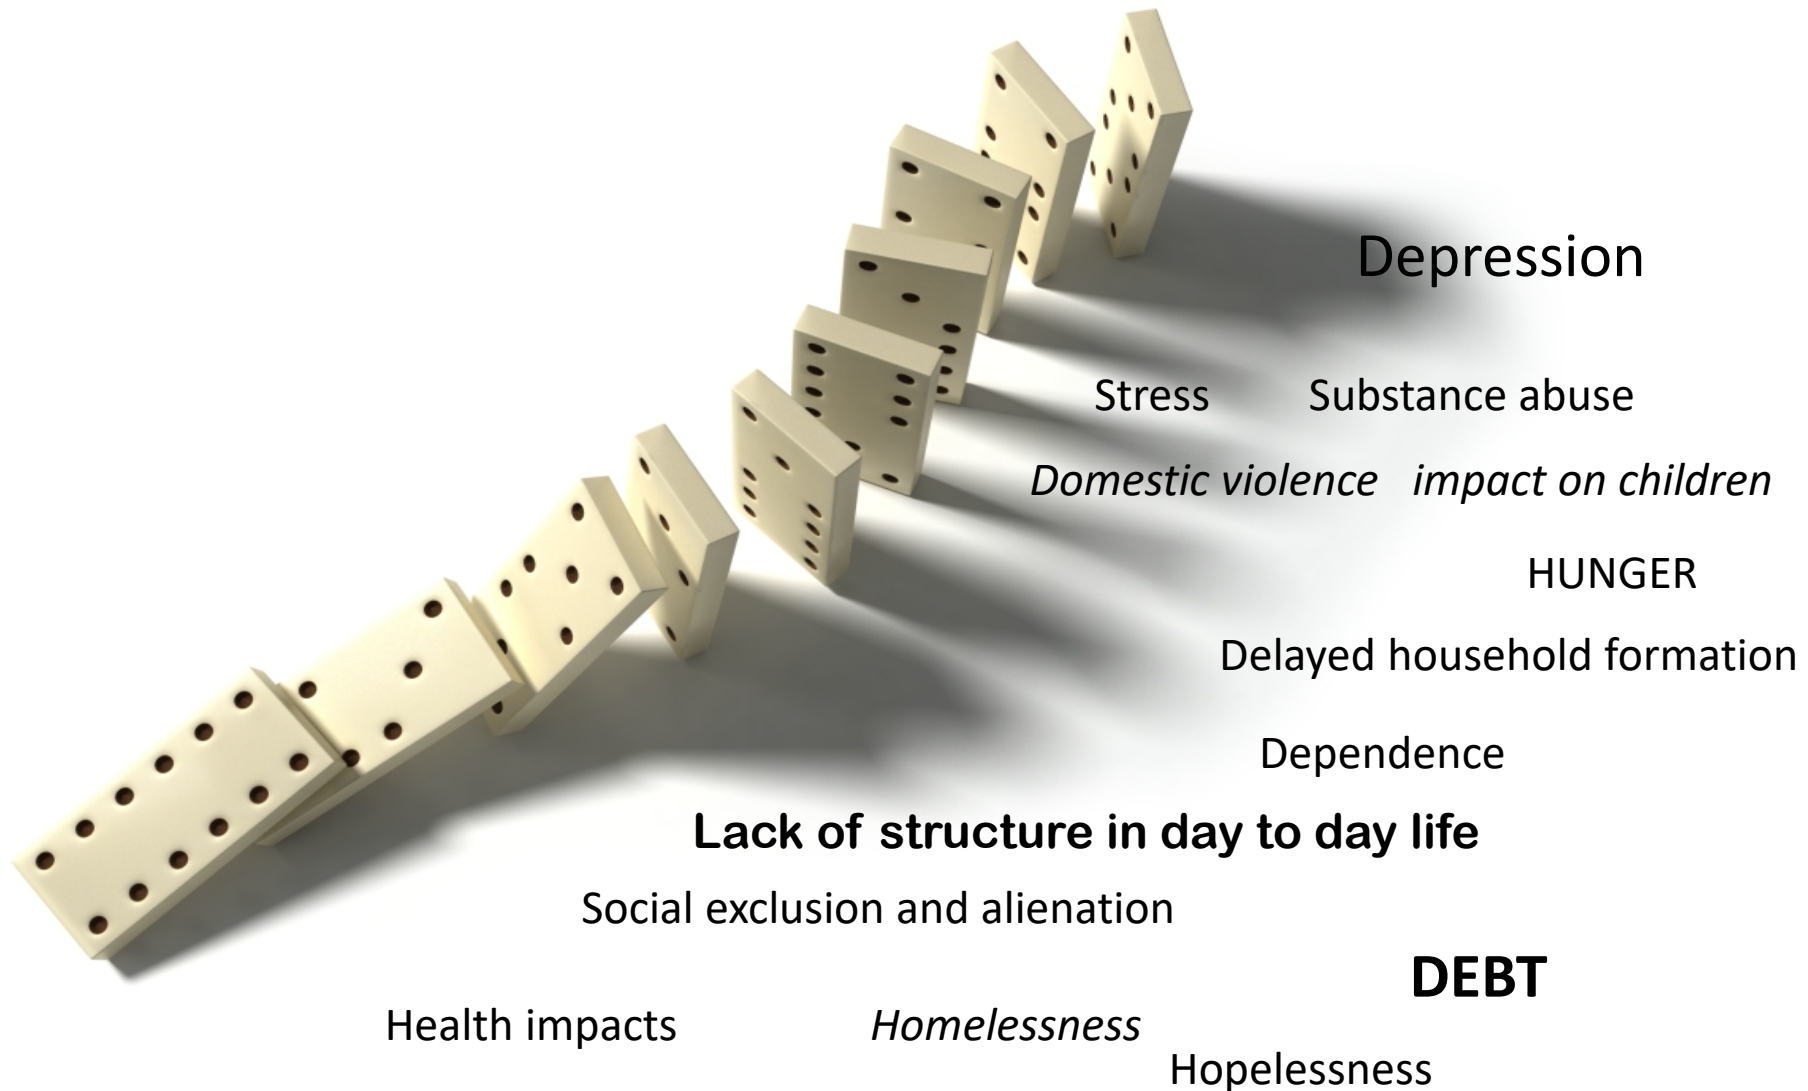 Depression
Stress Substance abuse
Domestic violence impact on children
HUNGER
Delayed household formation
Dependence
Lack of structure in day to day life
Social exclusion and alienation
DEBT
Health impacts Homelessness
Hopelessness